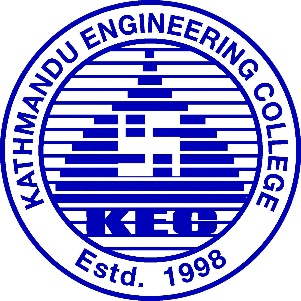 KATHMANDU ENGINEERING COLLEGE
KEC
Estd. 1998